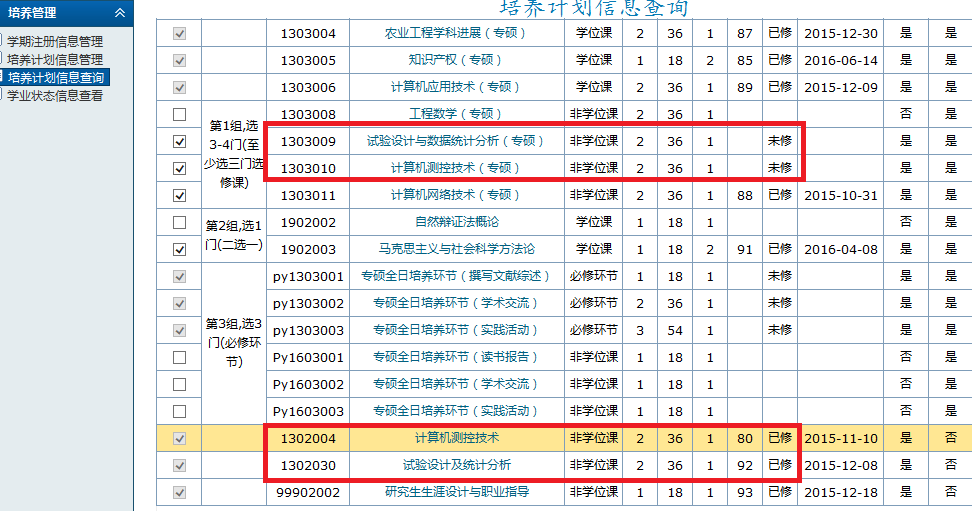 培养计划信息查询
培养管理
学期注册信息管理
培养计划信息管理
培养计划信息查询
学业状态信息查看
1303004 农业工程学科进展（专硕） 学位课 2 36 1 87 已修 2015-12-30 是 是
1303005 知识产权（专硕） 学位课 1 18 2 85 已修 2016-06-14 是 是
1303006 计算机应用技术（专硕） 学位课 2 36 1 89 已修 2015-12-09 是 是
第1组,选3-4门(至少选三门选修课)
1303008 工程数学（专硕） 非学位课 2 36 1 否 是
1303009 试验设计与数据统计分析（专硕） 非学位课 2 36 1 未修 是 是
1303010 计算机测控技术（专硕） 非学位课 2 36 1 未修 是 是
1303011 计算机网络技术（专硕） 非学位课 2 36 1 88 已修 2015-10-31 是 是
第2组,选1门(二选一)
1902002 自然辩证法概论 学位课 1 18 1 否 是
1902003 马克思主义与社会科学方法论 学位课 1 18 2 91 已修 2016-04-08 是 是
第3组,选3门(必修环节)
py1303001 专硕全日培养环节（撰写文献综述） 必修环节 1 18 1 未修 是 是
py1303002 专硕全日培养环节（学术交流） 必修环节 2 36 1 未修 是 是
py1303003 专硕全日培养环节（实践活动） 必修环节 3 54 1 未修 是 是
Py1603001 专硕全日培养环节（读书报告） 非学位课 1 18 1 否 是
Py1603002 专硕全日培养环节（学术交流） 非学位课 1 18 1 否 是
Py1603003 专硕全日培养环节（实践活动） 非学位课 1 18 1 否 是
1302004 计算机测控技术 非学位课 2 36 1 80 已修 2015-11-10 是 否
1302030 试验设计及统计分析 非学位课 2 36 1 92 已修 2015-12-08 是 否
99902002 研究生生涯设计与职业指导 非学位课 1 18 1 93 已修 2015-12-18 是 否